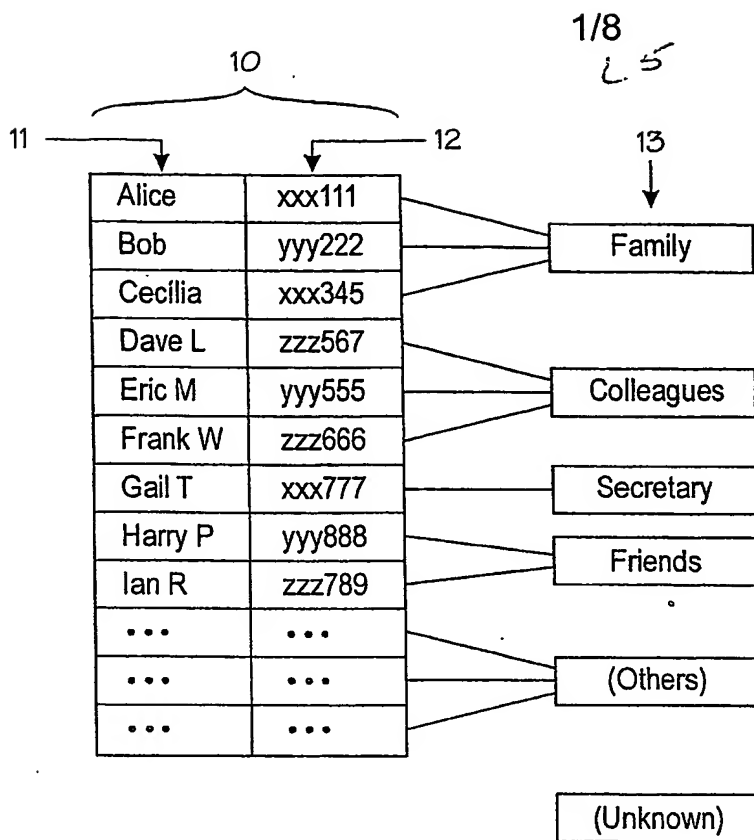 1/8
L. 5
10
11
12
13
Alice xxx111
Bob yyy222
Cecília xxx345
Dave L zzz567
Eric M yyy555
Frank W zzz666
Gail T xxx777
Harry P yyy888
Ian R zzz789
••• •••
••• •••
••• •••
Family
Colleagues
Secretary
Friends
(Others)
(Unknown)